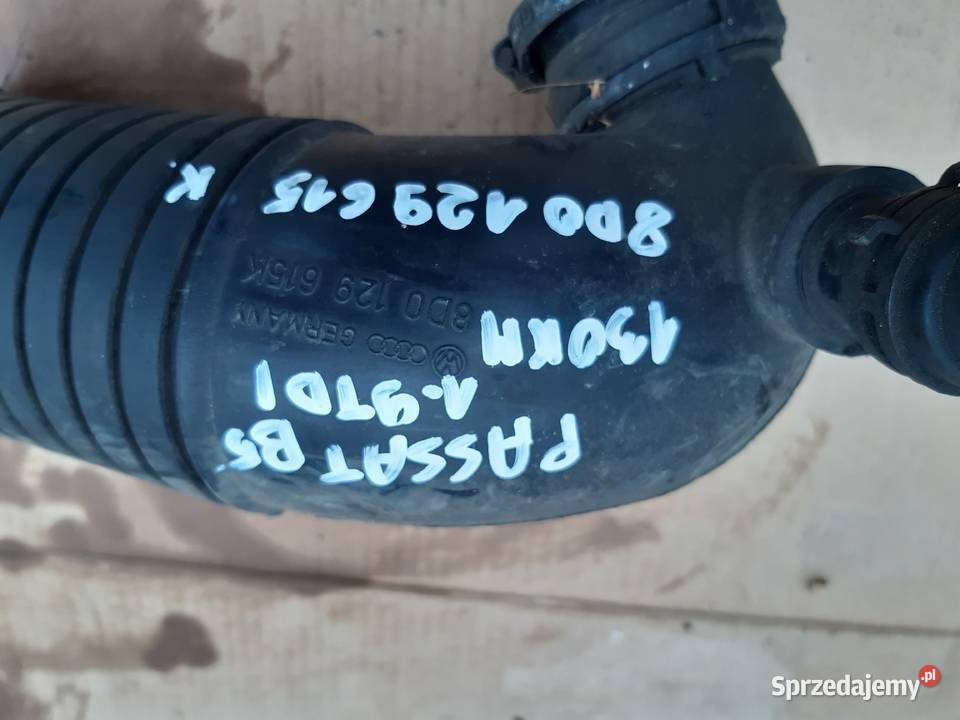 PASSAT B5
1.9TDI
130KM
GERMANY
8D0 129 615K
8D0 129 615
K
Sprzedajemy.pl